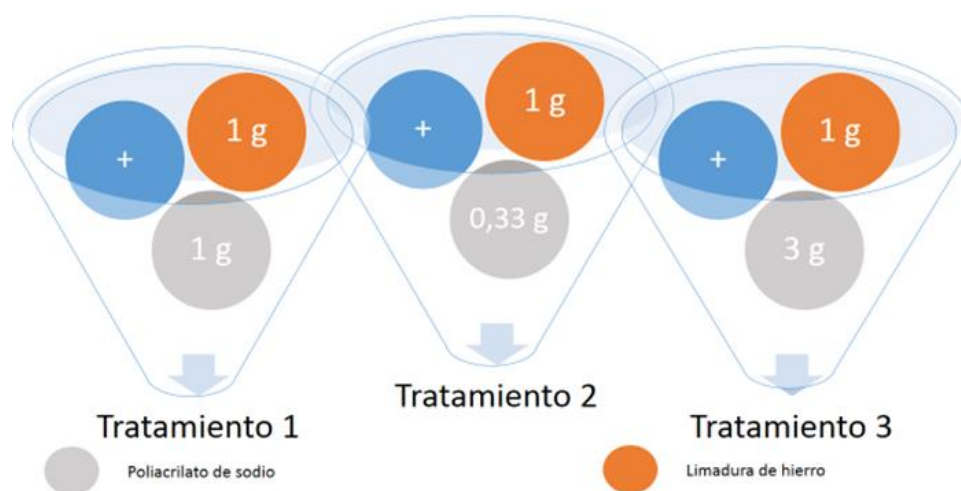 + 1 g
1 g
Tratamiento 1
+ 1 g
0,33 g
Tratamiento 2
+ 1 g
3 g
Tratamiento 3
Poliacrilato de sodio
Limadura de hierro